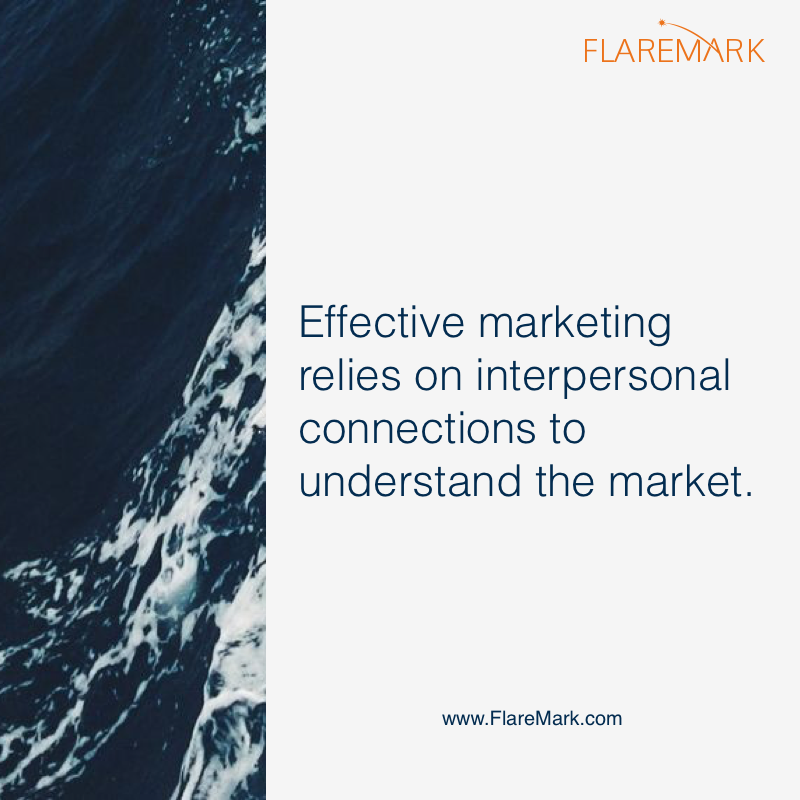 FLAREMARK
Effective marketing
relies on interpersonal
connections to
understand the market.
www.FlareMark.com